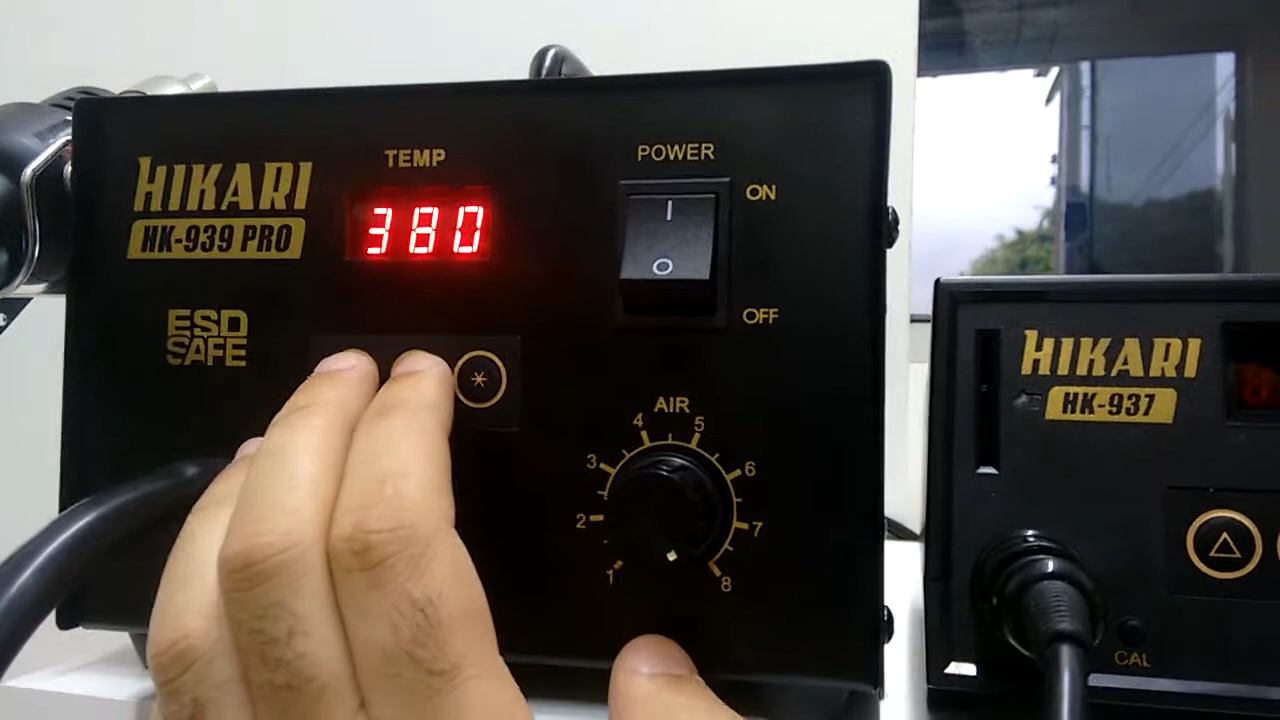 HIKARI
HK-939 PRO
TEMP
380
POWER
ON
OFF
ESD
SAFE
AIR
1
2
3
4
5
6
7
8
HIKARI
HK-937
CAL